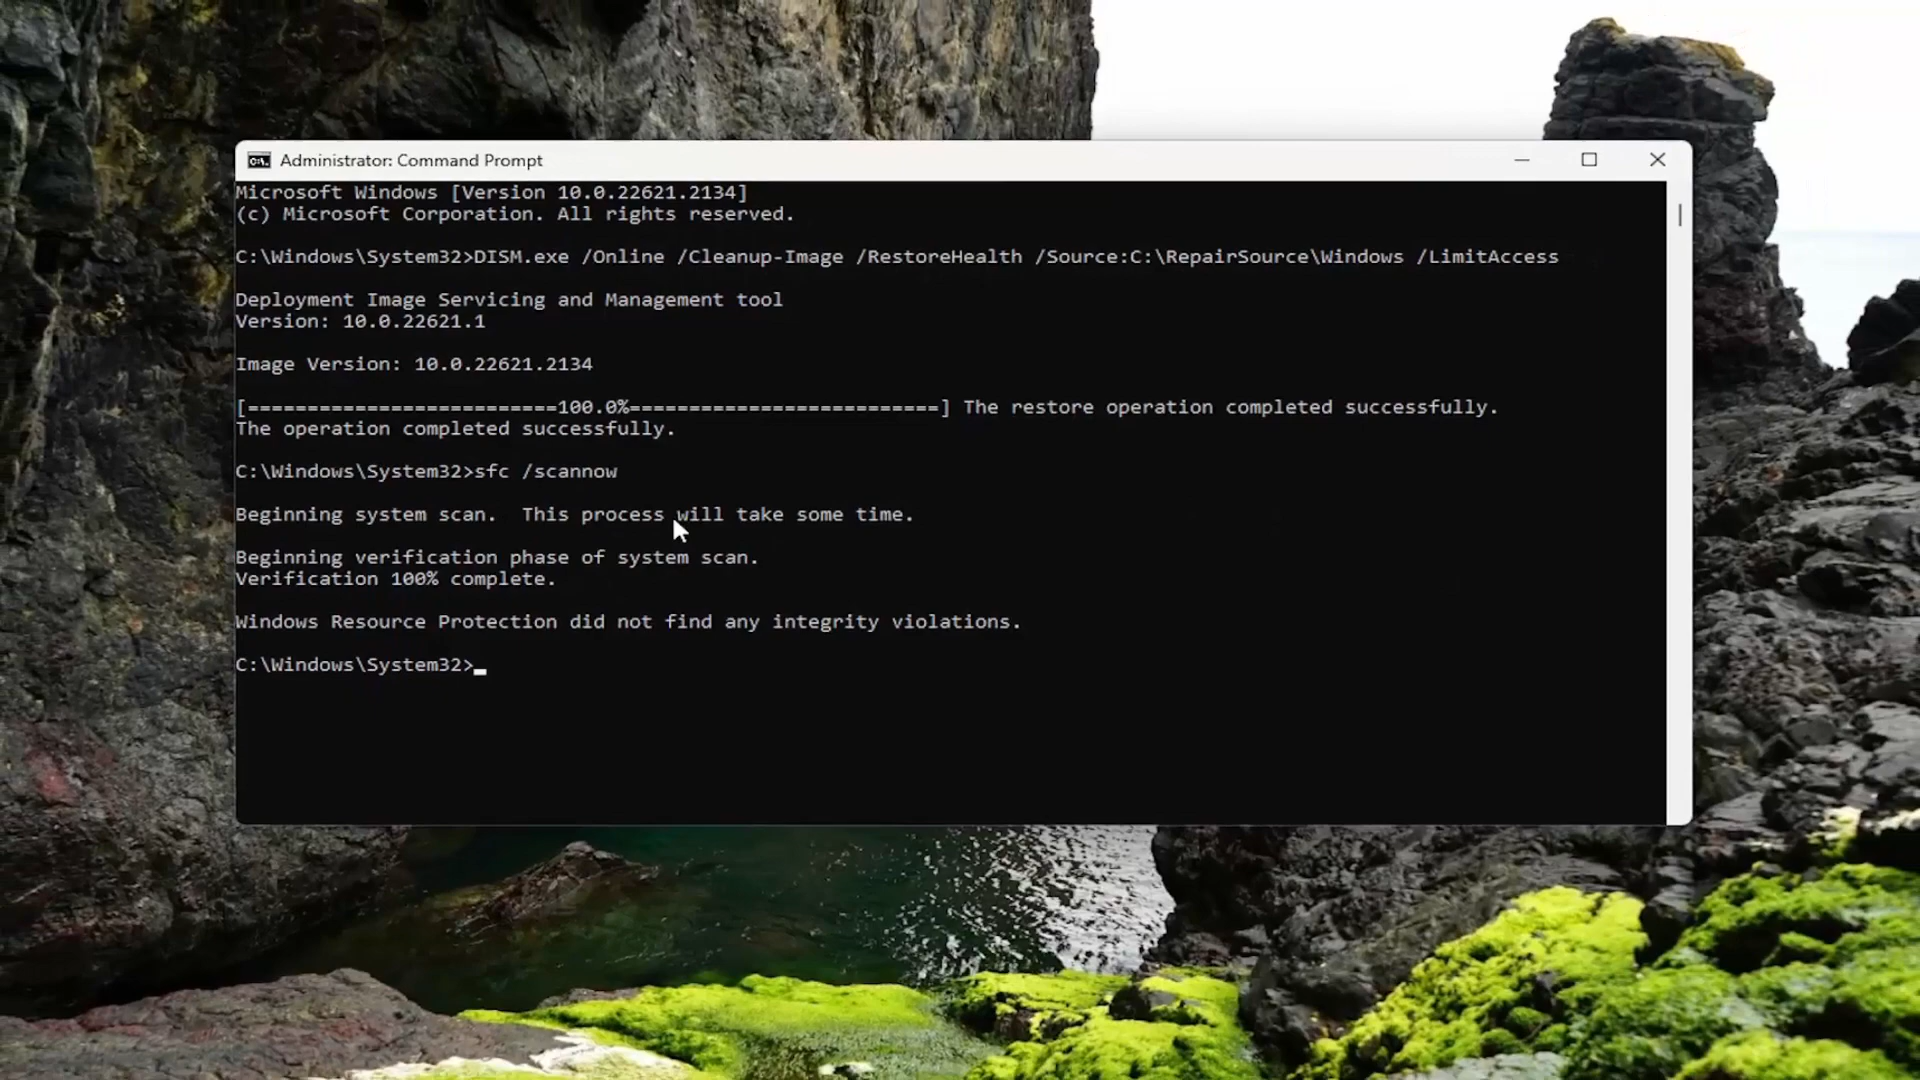 Administrator: Command Prompt
Microsoft Windows [Version 10.0.22621.2134]
(c) Microsoft Corporation. All rights reserved.
C:\Windows\System32>DISM.exe /Online /Cleanup-Image /RestoreHealth /Source:C:\RepairSource\Windows /LimitAccess
Deployment Image Servicing and Management tool
Version: 10.0.22621.1
Image Version: 10.0.22621.2134
[==========================100.0%==========================] The restore operation completed successfully.
The operation completed successfully.
C:\Windows\System32>sfc /scannow
Beginning system scan.  This process will take some time.
Beginning verification phase of system scan.
Verification 100% complete.
Windows Resource Protection did not find any integrity violations.
C:\Windows\System32>